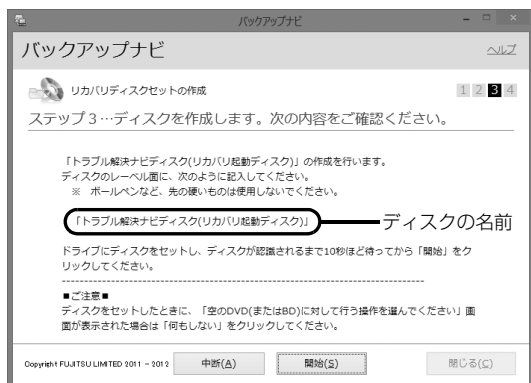 バックアップナビ
バックアップナビ
ヘルプ
リカバリディスクセットの作成
1 2 3 4
ステップ3…ディスクを作成します。次の内容をご確認ください。
「トラブル解決ナビディスク(リカバリ起動ディスク)」の作成を行います。
ディスクのレーベル面に、次のように記入してください。
※ ボールペンなど、先の硬いものは使用しないでください。
「トラブル解決ナビディスク(リカバリ起動ディスク)」
ディスクの名前
ドライブにディスクをセットし、ディスクが認識されるまで10秒ほど待ってから「開始」をク
リックしてください。
■ご注意■
ディスクをセットしたときに、「空のDVD(またはBD)に対して行う操作を選んでください」画
面が表示された場合は「何もしない」をクリックしてください。
Copyright FUJITSU LIMITED 2011 - 2012
中断(A)
開始(S)
閉じる(C)